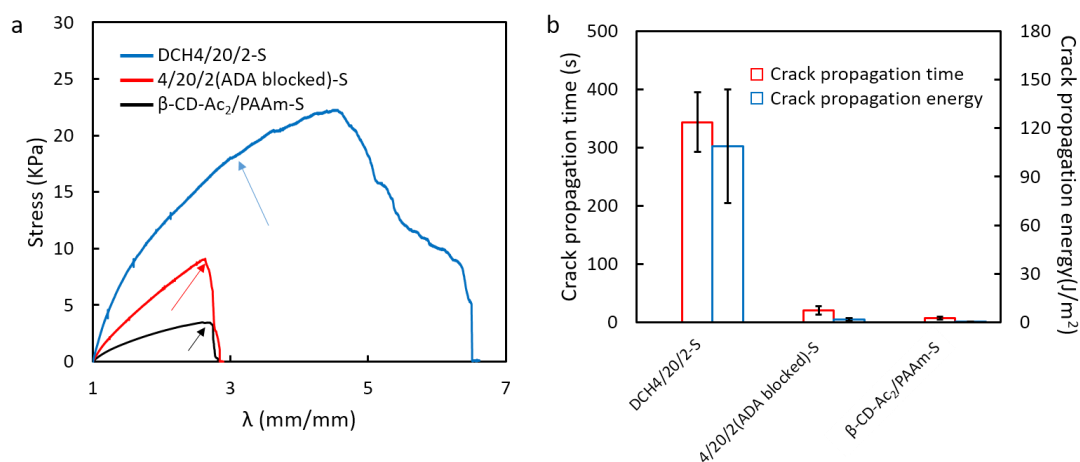 a
30
25
20
15
10
5
0
Stress (KPa)
DCH4/20/2-S
4/20/2(ADA blocked)-S
β-CD-Ac₂/PAAm-S
1
3
5
7
λ (mm/mm)
b
500
400
300
200
100
0
Crack propagation time (s)
Crack propagation time
Crack propagation energy
180
150
120
90
60
30
0
Crack propagation
energy(J/m²)
DCH4/20/2-S
4/20/2(ADA blocked)-S
β-CD-Ac₂/PAAm-S